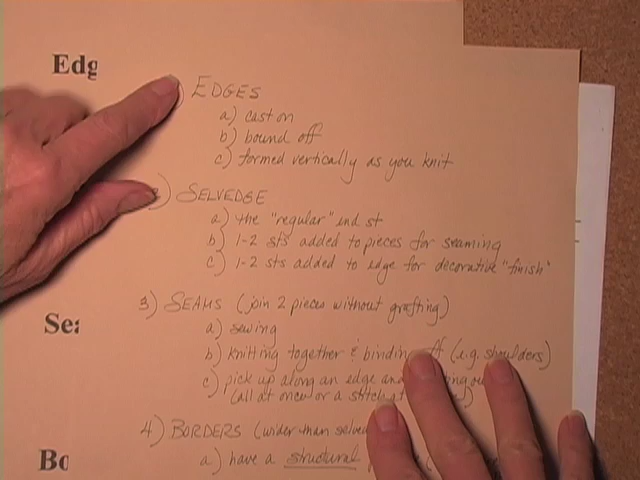 Edg
) EDGES
a) cast on
b) bound off
c) formed vertically as you knit
2) SELVEDGE
a) the "regular" end st
b) 1-2 sts added to pieces for seaming
c) 1-2 sts added to edge for decorative "finish"
Sea
3) SEAMS (join 2 pieces without grafting)
a) sewing
b) knitting together & binding off (e.g. shoulders)
c) pick up along an edge and
(all at once or a stitch at
4) BORDERS (wider than selve
Bo
a) have a structural